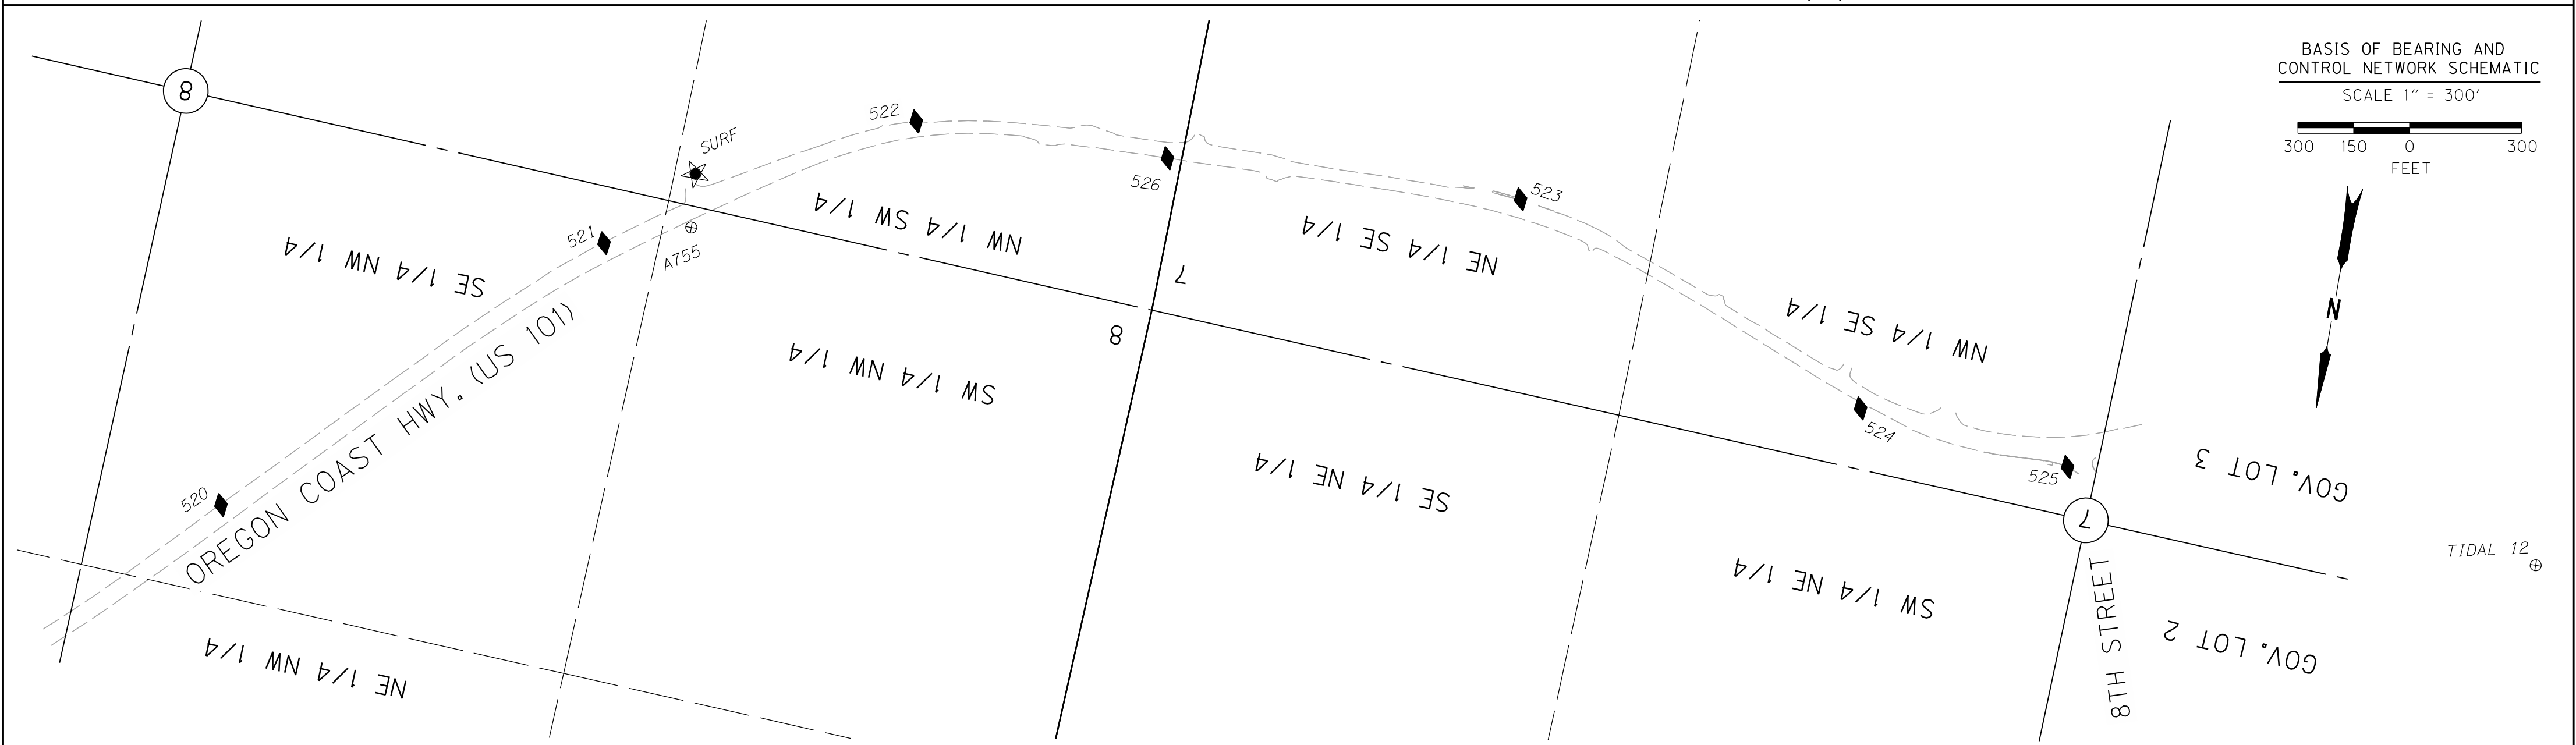 BASIS OF BEARING AND
CONTROL NETWORK SCHEMATIC
SCALE 1" = 300'
300 150 0 300
FEET
N
8
SURF
522
526
523
521
A755
SE 1/4 NW 1/4
NW 1/4 SW 1/4
7
NE 1/4 SE 1/4
NW 1/4 SE 1/4
8
SW 1/4 NW 1/4
OREGON COAST HWY. (US 101)
520
524
525
SE 1/4 NE 1/4
GOV. LOT 3
7
TIDAL 12
SW 1/4 NE 1/4
8TH STREET
GOV. LOT 2
NE 1/4 NW 1/4